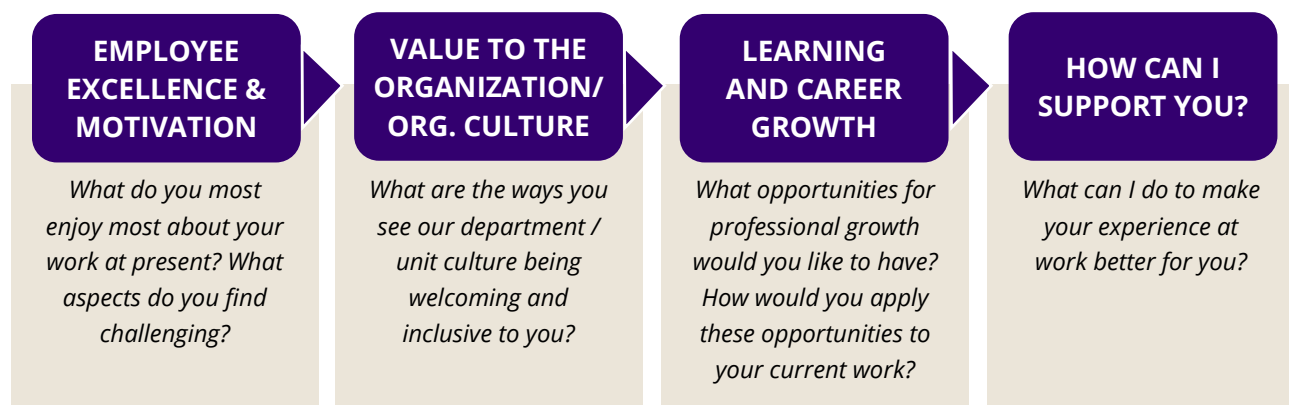 EMPLOYEE
EXCELLENCE &
MOTIVATION
What do you most
enjoy most about your
work at present? What
aspects do you find
challenging?
VALUE TO THE
ORGANIZATION/
ORG. CULTURE
What are the ways you
see our department /
unit culture being
welcoming and
inclusive to you?
LEARNING
AND CAREER
GROWTH
What opportunities for
professional growth
would you like to have?
How would you apply
these opportunities to
your current work?
HOW CAN I
SUPPORT YOU?
What can I do to make
your experience at
work better for you?